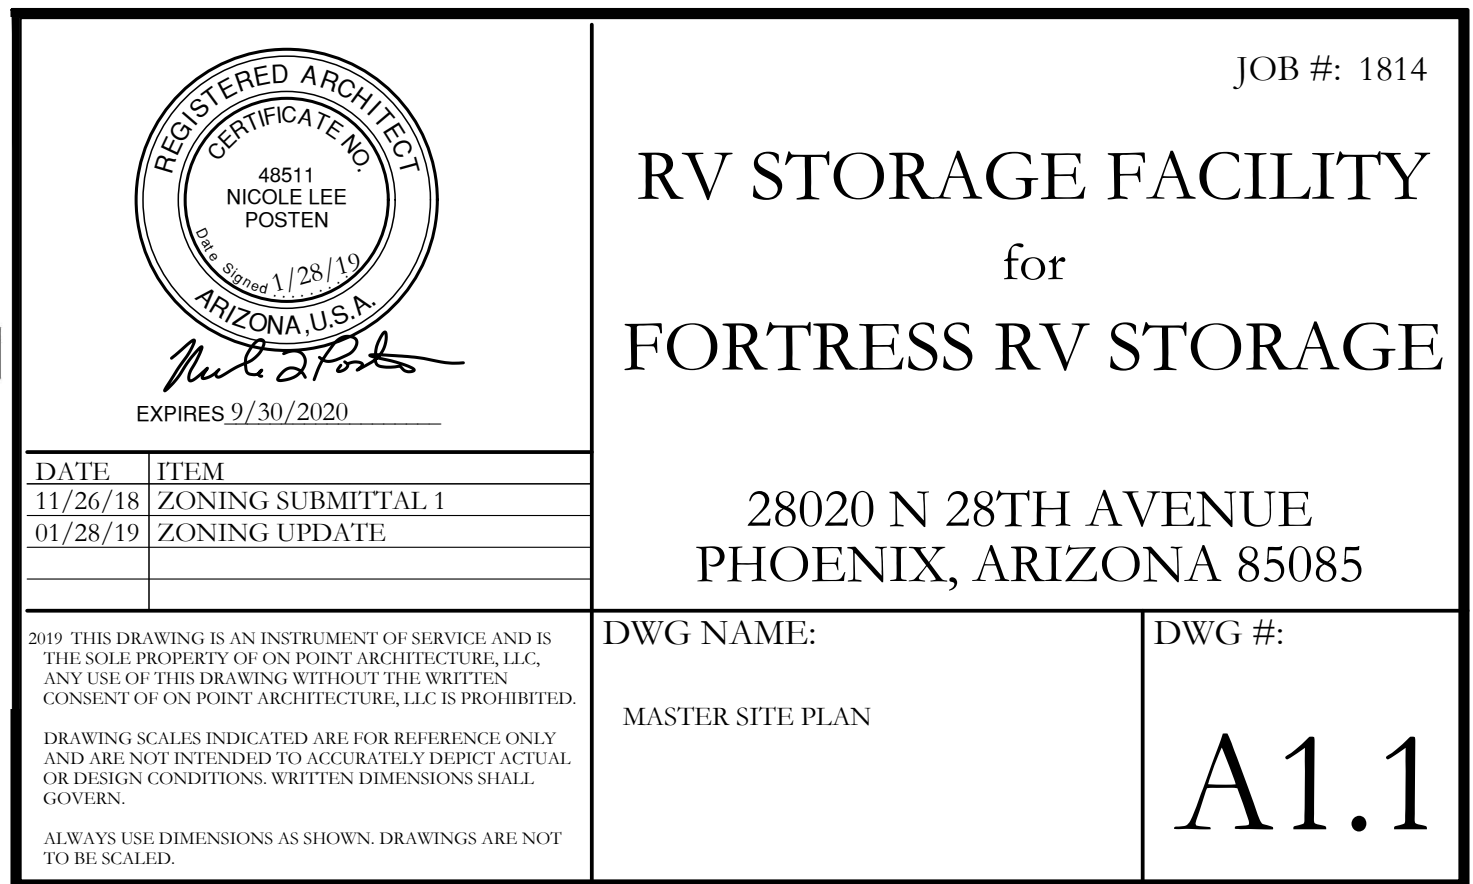 REGISTERED ARCHITECT
CERTIFICATE NO.
48511
NICOLE LEE
POSTEN
Date Signed 1/28/19
ARIZONA, U.S.A.
EXPIRES 9/30/2020
DATE ITEM
11/26/18 ZONING SUBMITTAL 1
01/28/19 ZONING UPDATE
2019 THIS DRAWING IS AN INSTRUMENT OF SERVICE AND IS
THE SOLE PROPERTY OF ON POINT ARCHITECTURE, LLC,
ANY USE OF THIS DRAWING WITHOUT THE WRITTEN
CONSENT OF ON POINT ARCHITECTURE, LLC IS PROHIBITED.
DRAWING SCALES INDICATED ARE FOR REFERENCE ONLY
AND ARE NOT INTENDED TO ACCURATELY DEPICT ACTUAL
OR DESIGN CONDITIONS. WRITTEN DIMENSIONS SHALL
GOVERN.
ALWAYS USE DIMENSIONS AS SHOWN. DRAWINGS ARE NOT
TO BE SCALED.
JOB #: 1814
RV STORAGE FACILITY
for
FORTRESS RV STORAGE
28020 N 28TH AVENUE
PHOENIX, ARIZONA 85085
DWG NAME:
MASTER SITE PLAN
DWG #:
A1.1